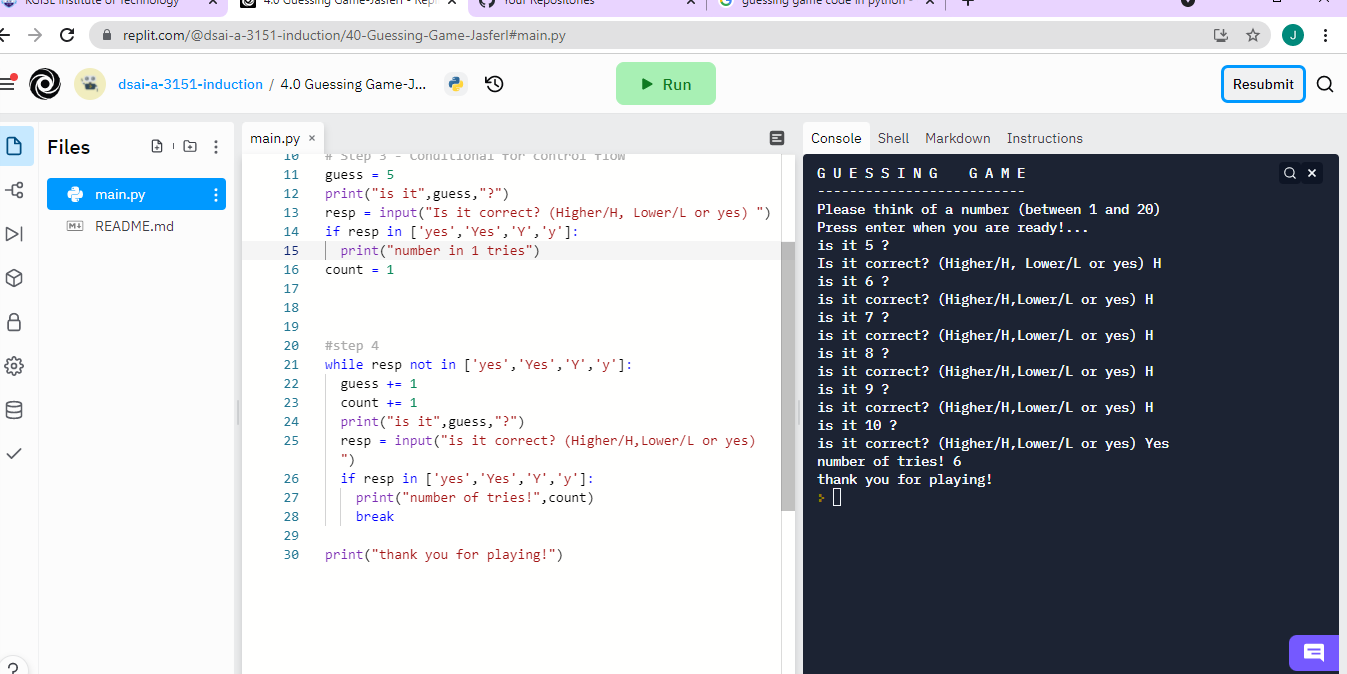 KGISL Institute of Technology
4.0 Guessing Game-Jasferl - Repl
Your Repositories
guessing game code in python -
replit.com/@dsai-a-3151-induction/40-Guessing-Game-Jasferl#main.py
J
dsai-a-3151-induction / 4.0 Guessing Game-J...
Run
Resubmit
Files
main.py
README.md
main.py
10 # Step 3 - Conditional for control flow
11 guess = 5
12 print("is it",guess,"?")
13 resp = input("Is it correct? (Higher/H, Lower/L or yes) ")
14 if resp in ['yes','Yes','Y','y']:
15 print("number in 1 tries")
16 count = 1
17
18
19
20 #step 4
21 while resp not in ['yes','Yes','Y','y']:
22 guess += 1
23 count += 1
24 print("is it",guess,"?")
25 resp = input("is it correct? (Higher/H,Lower/L or yes)
")
26 if resp in ['yes','Yes','Y','y']:
27 print("number of tries!",count)
28 break
29
30 print("thank you for playing!")
Console Shell Markdown Instructions
G U E S S I N G   G A M E
--------------------------
Please think of a number (between 1 and 20)
Press enter when you are ready!...
is it 5 ?
Is it correct? (Higher/H, Lower/L or yes) H
is it 6 ?
is it correct? (Higher/H,Lower/L or yes) H
is it 7 ?
is it correct? (Higher/H,Lower/L or yes) H
is it 8 ?
is it correct? (Higher/H,Lower/L or yes) H
is it 9 ?
is it correct? (Higher/H,Lower/L or yes) H
is it 10 ?
is it correct? (Higher/H,Lower/L or yes) Yes
number of tries! 6
thank you for playing!